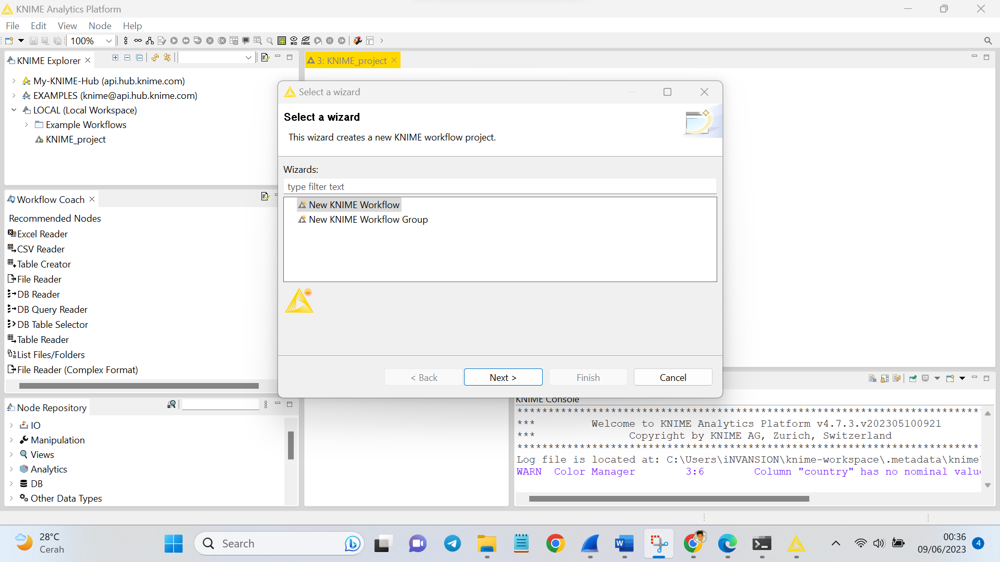 KNIME Analytics Platform
File Edit View Node Help
100%
#ID
NAME
KNIME Explorer
3: KNIME_project
My-KNIME-Hub (api.hub.knime.com)
EXAMPLES (knime@api.hub.knime.com)
LOCAL (Local Workspace)
Example Workflows
KNIME_project
Select a wizard
Select a wizard
This wizard creates a new KNIME workflow project.
Wizards:
type filter text
New KNIME Workflow
New KNIME Workflow Group
< Back Next > Finish Cancel
Workflow Coach
Recommended Nodes
Excel Reader
CSV Reader
Table Creator
File Reader
DB Reader
DB Query Reader
DB Table Selector
Table Reader
List Files/Folders
File Reader (Complex Format)
Node Repository
IO
Manipulation
Views
Analytics
DB
Other Data Types
KNIME Console
********************************************************************************
*** Welcome to KNIME Analytics Platform v4.7.3.v202305100921
*** Copyright by KNIME AG, Zurich, Switzerland
********************************************************************************
Log file is located at: C:\Users\iNVANSION\knime-workspace\.metadata\knime\
WARN Color Manager 3:6 Column "country" has no nominal
28°C
Cerah
Search
00:36
09/06/2023
4